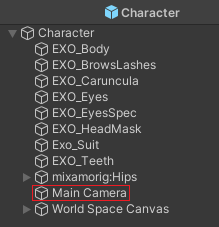 Character
Character
EXO_Body
EXO_BrowsLashes
EXO_Caruncula
EXO_Eyes
EXO_EyesSpec
EXO_HeadMask
Exo_Suit
EXO_Teeth
mixamorig:Hips
Main Camera
World Space Canvas